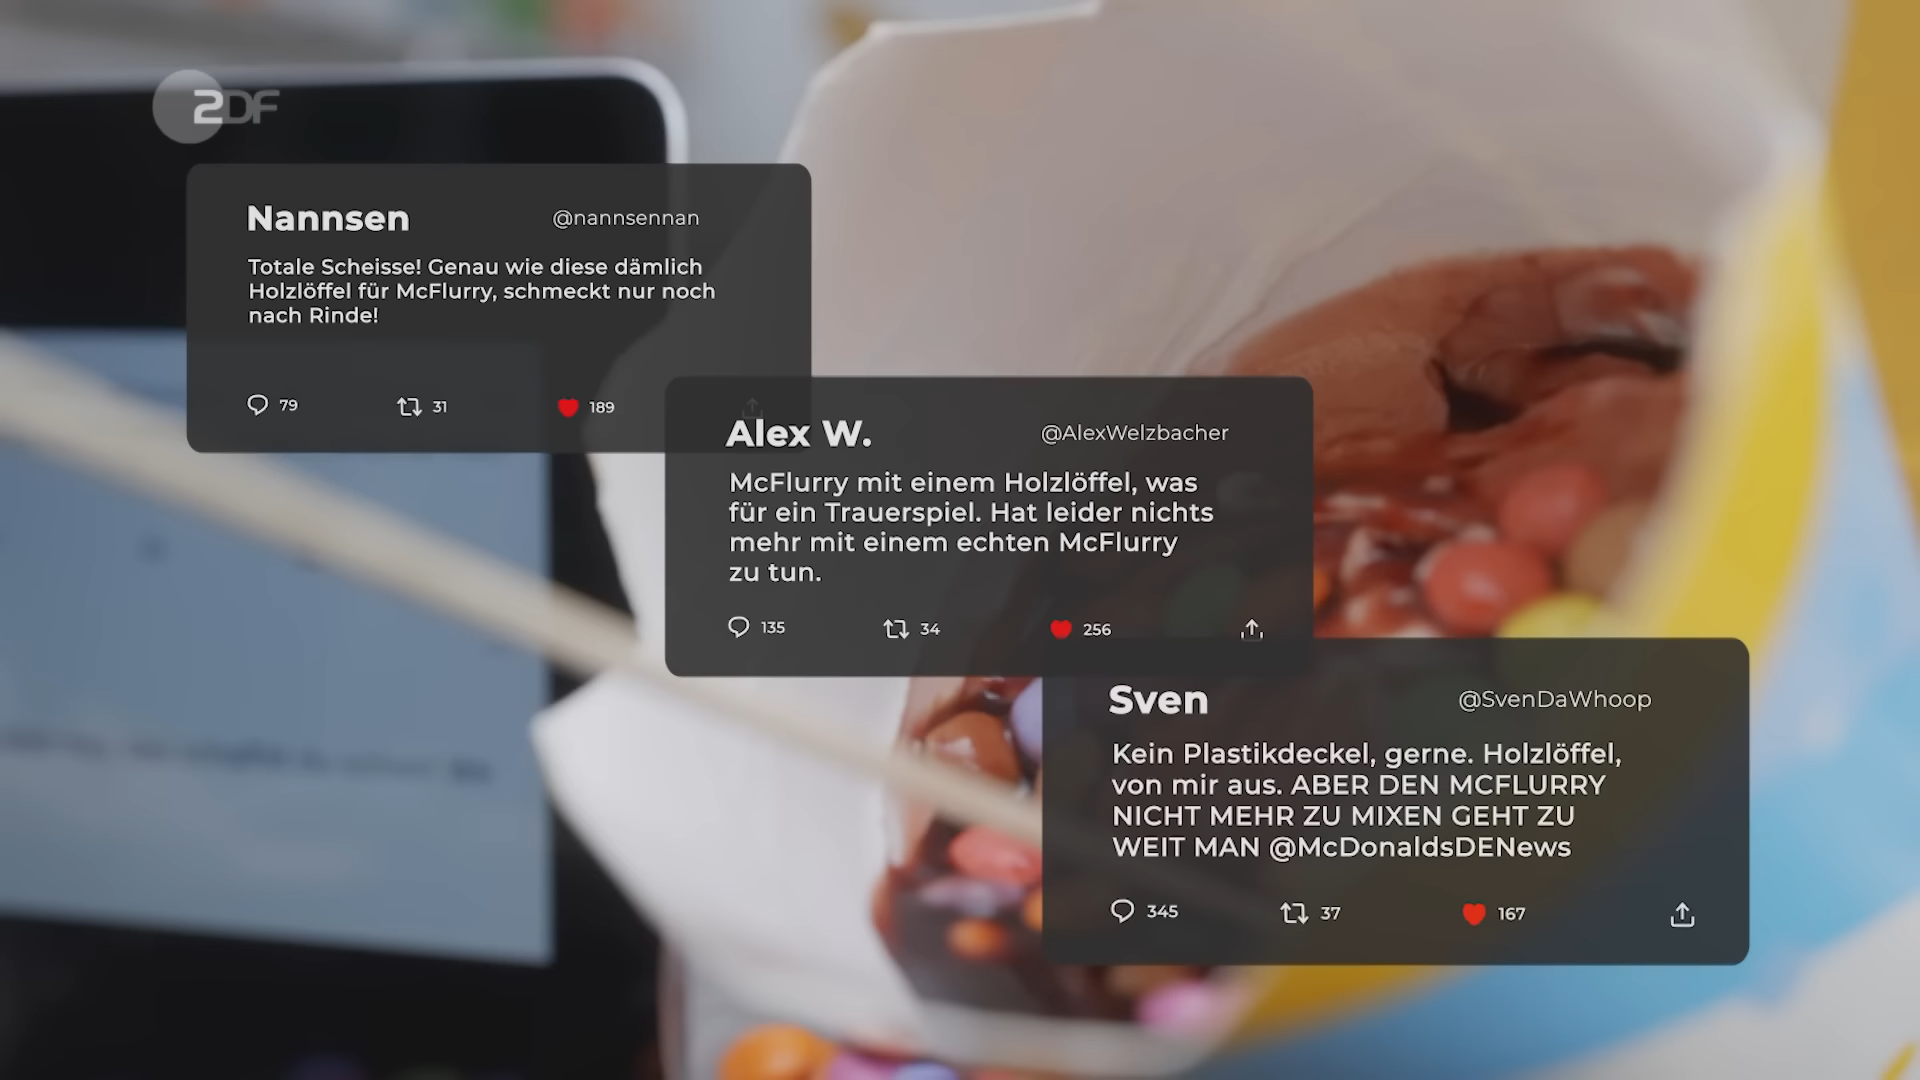 ZDF
Nannsen @nannsennan
Totale Scheisse! Genau wie diese dämlich
Holzlöffel für McFlurry, schmeckt nur noch
nach Rinde!
79 31 189
Alex W. @AlexWelzbacher
McFlurry mit einem Holzlöffel, was
für ein Trauerspiel. Hat leider nichts
mehr mit einem echten McFlurry
zu tun.
135 34 256
Sven @SvenDaWhoop
Kein Plastikdeckel, gerne. Holzlöffel,
von mir aus. ABER DEN MCFLURRY
NICHT MEHR ZU MIXEN GEHT ZU
WEIT MAN @McDonaldsDENews
345 37 167